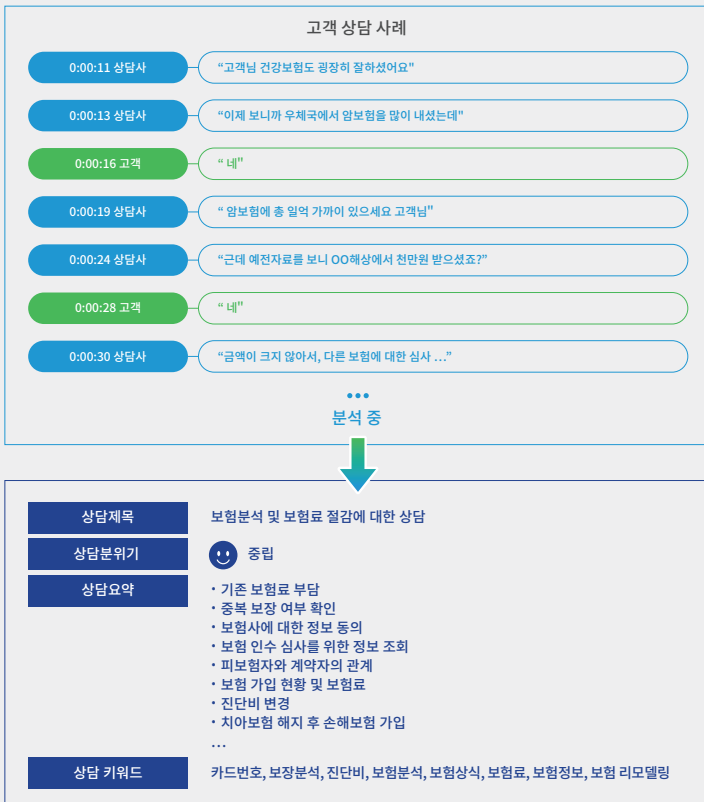 고객 상담 사례
0:00:11 상담사
“고객님 건강보험도 굉장히 잘하셨어요"
0:00:13 상담사
“이제 보니까 우체국에서 암보험을 많이 내셨는데"
0:00:16 고객
“ 네"
0:00:19 상담사
“ 암보험에 총 일억 가까이 있으세요 고객님"
0:00:24 상담사
“근데 예전자료를 보니 OO해상에서 천만원 받으셨죠?”
0:00:28 고객
“ 네"
0:00:30 상담사
“금액이 크지 않아서, 다른 보험에 대한 심사 …”
•••
분석 중
상담제목
보험분석 및 보험료 절감에 대한 상담
상담분위기
중립
상담요약
· 기존 보험료 부담
· 중복 보장 여부 확인
· 보험사에 대한 정보 동의
· 보험 인수 심사를 위한 정보 조회
· 피보험자와 계약자의 관계
· 보험 가입 현황 및 보험료
· 진단비 변경
· 치아보험 해지 후 손해보험 가입
…
상담 키워드
카드번호, 보장분석, 진단비, 보험분석, 보험상식, 보험료, 보험정보, 보험 리모델링